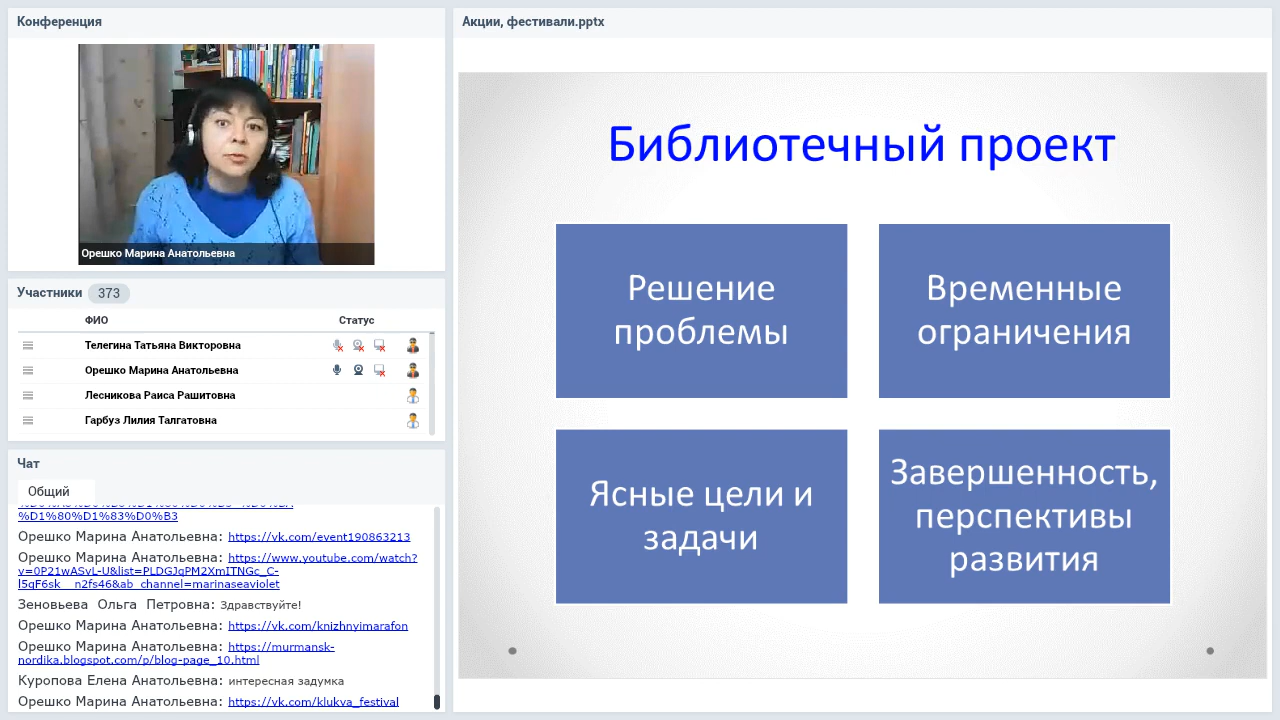 Конференция
Орешко Марина Анатольевна
Участники 373
ФИО Статус
Телегина Татьяна Викторовна
Орешко Марина Анатольевна
Лесникова Раиса Рашитовна
Гарбуз Лилия Талгатовна
Чат
Общий
%D1%80%D1%83%D0%B3
Орешко Марина Анатольевна: https://vk.com/event190863213
Орешко Марина Анатольевна: https://www.youtube.com/watch?
v=0P21wASvL-U&list=PLDGJqPM2XmITNGc_C-
I5qF6sk__n2fs46&ab_channel=marinaseaviolet
Зеновьева Ольга Петровна: Здравствуйте!
Орешко Марина Анатольевна: https://vk.com/knizhnyimarafon
Орешко Марина Анатольевна: https://murmansk-
nordika.blogspot.com/p/blog-page_10.html
Куропова Елена Анатольевна: интересная задумка
Орешко Марина Анатольевна: https://vk.com/klukva_festival
Акции, фестивали.pptx
Библиотечный проект
Решение
проблемы
Временные
ограничения
Ясные цели и
задачи
Завершенность,
перспективы
развития